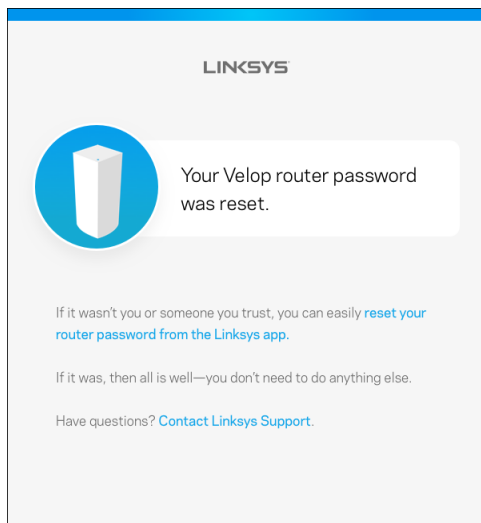 LINKSYS
Your Velop router password
was reset.
If it wasn't you or someone you trust, you can easily reset your
router password from the Linksys app.
If it was, then all is well—you don't need to do anything else.
Have questions? Contact Linksys Support.